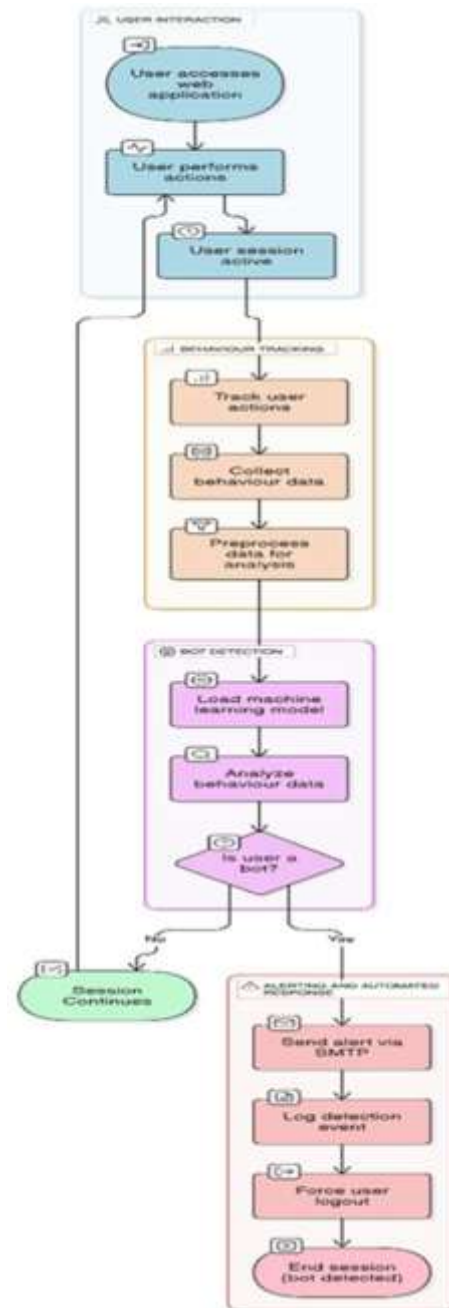 USER INTERACTION
User accesses
web
application
User performs
actions
User session
active
BEHAVIOUR TRACKING
Track user
actions
Collect
behaviour data
Preprocess
data for
analysis
BOT DETECTION
Load machine
learning model
Analyze
behaviour data
Is user a
bot?
No
Yes
Session
Continues
ALERTING AND AUTOMATED
RESPONSE
Send alert via
SMTP
Log detection
event
Force user
logout
End session
(bot detected)